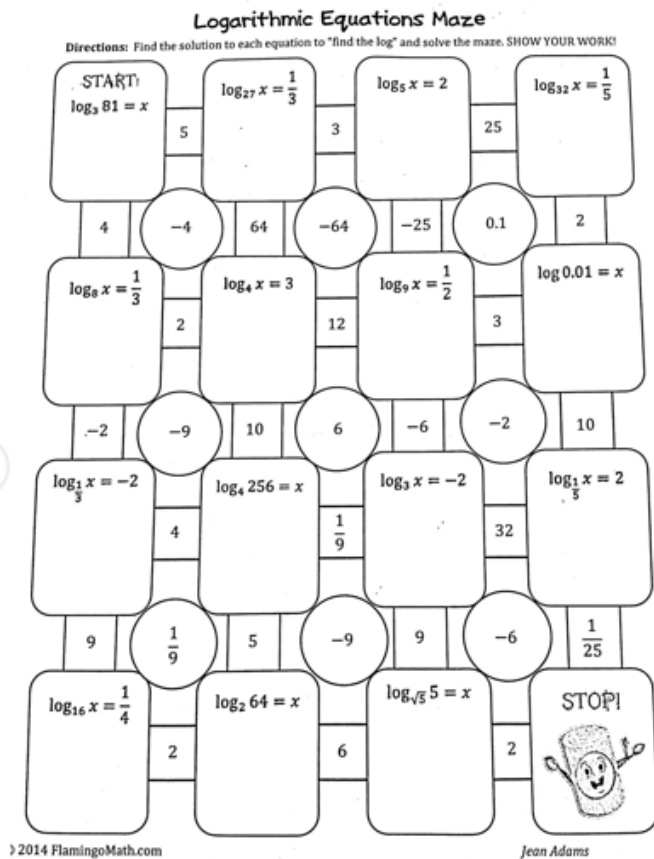 Logarithmic Equations Maze
Directions: Find the solution to each equation to "find the log" and solve the maze. SHOW YOUR WORK!
START!
log₃ 81 = x
5
log₂₇ x = 1/3
3
log₅ x = 2
25
log₃₂ x = 1/5
4
−4
64
−64
−25
0.1
2
log₈ x = 1/3
2
log₄ x = 3
12
log₉ x = 1/2
3
log 0.01 = x
−2
−9
10
6
−6
−2
10
log_(1/3) x = −2
4
log₄ 256 = x
1/9
log₃ x = −2
32
log_(1/5) x = 2
9
1/9
5
−9
9
−6
1/25
log₁₆ x = 1/4
2
log₂ 64 = x
6
log_√5 5 = x
2
STOP!
2014 FlamingoMath.com
Jean Adams